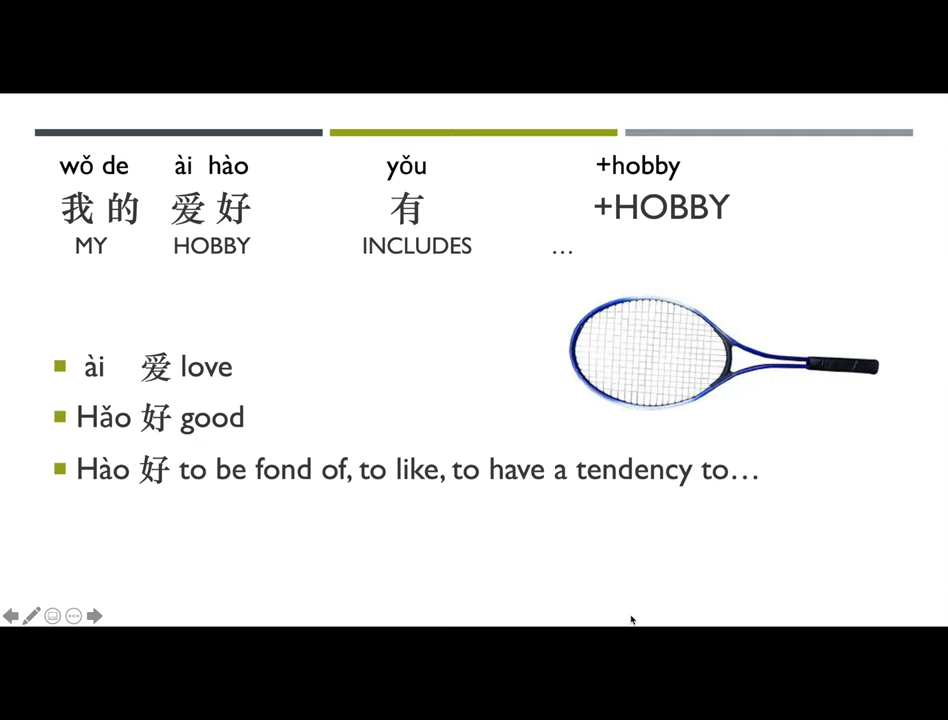 wǒ de ài hào yǒu +hobby
我 的 爱 好 有 +HOBBY
MY HOBBY INCLUDES …
ài 爱 love
Hǎo 好 good
Hào 好 to be fond of, to like, to have a tendency to…